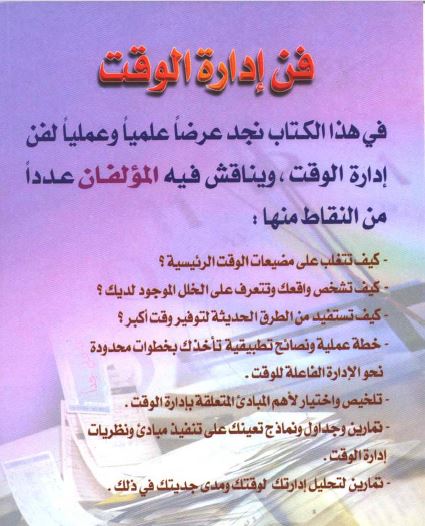 فن إدارة الوقت
في هذا الكتاب نجد عرضاً علمياً وعملياً لفن
إدارة الوقت ، ويناقش فيه المؤلفان عدداً
من النقاط منها :
- كيف تتغلب على مضيعات الوقت الرئيسية ؟
- كيف تشخص واقعك وتتعرف على الخلل الموجود لديك ؟
- كيف تستفيد من الطرق الحديثة لتوفير وقت أكبر؟
- خطة عملية ونصائح تطبيقية تأخذك بخطوات محدودة
نحو الإدارة الفاعلة للوقت .
- تلخيص واختيار لأهم المبادئ المتعلقة بإدارة الوقت .
- تمارين وجداول ونماذج تعينك على تنفيذ مبادئ ونظريات
إدارة الوقت .
- تمارين لتحليل إدارتك لوقتك ومدى جديتك في ذلك .